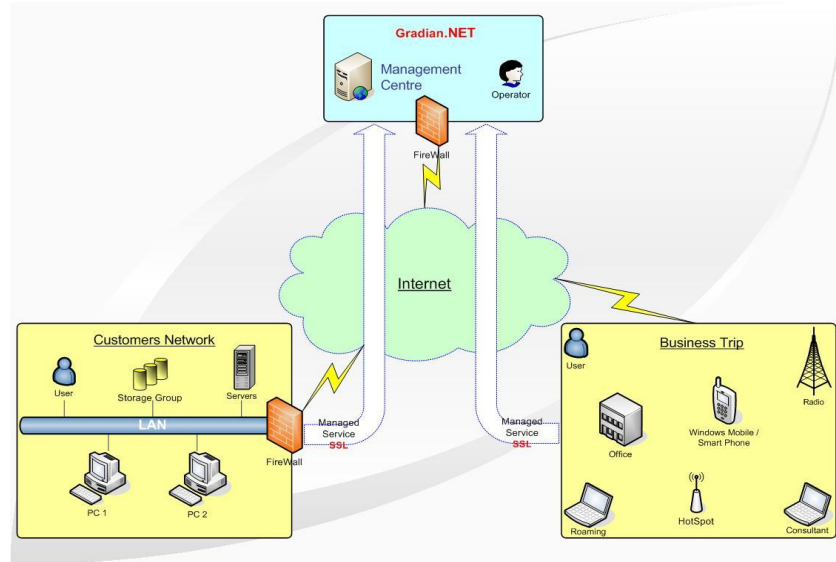 Gradian.NET
Management
Centre
Operator
FireWall
Internet
Customers Network
User
Storage Group
Servers
LAN
FireWall
PC 1
PC 2
Managed
Service
SSL
Managed
Service
SSL
Business Trip
User
Radio
Office
Windows Mobile /
Smart Phone
Roaming
HotSpot
Consultant